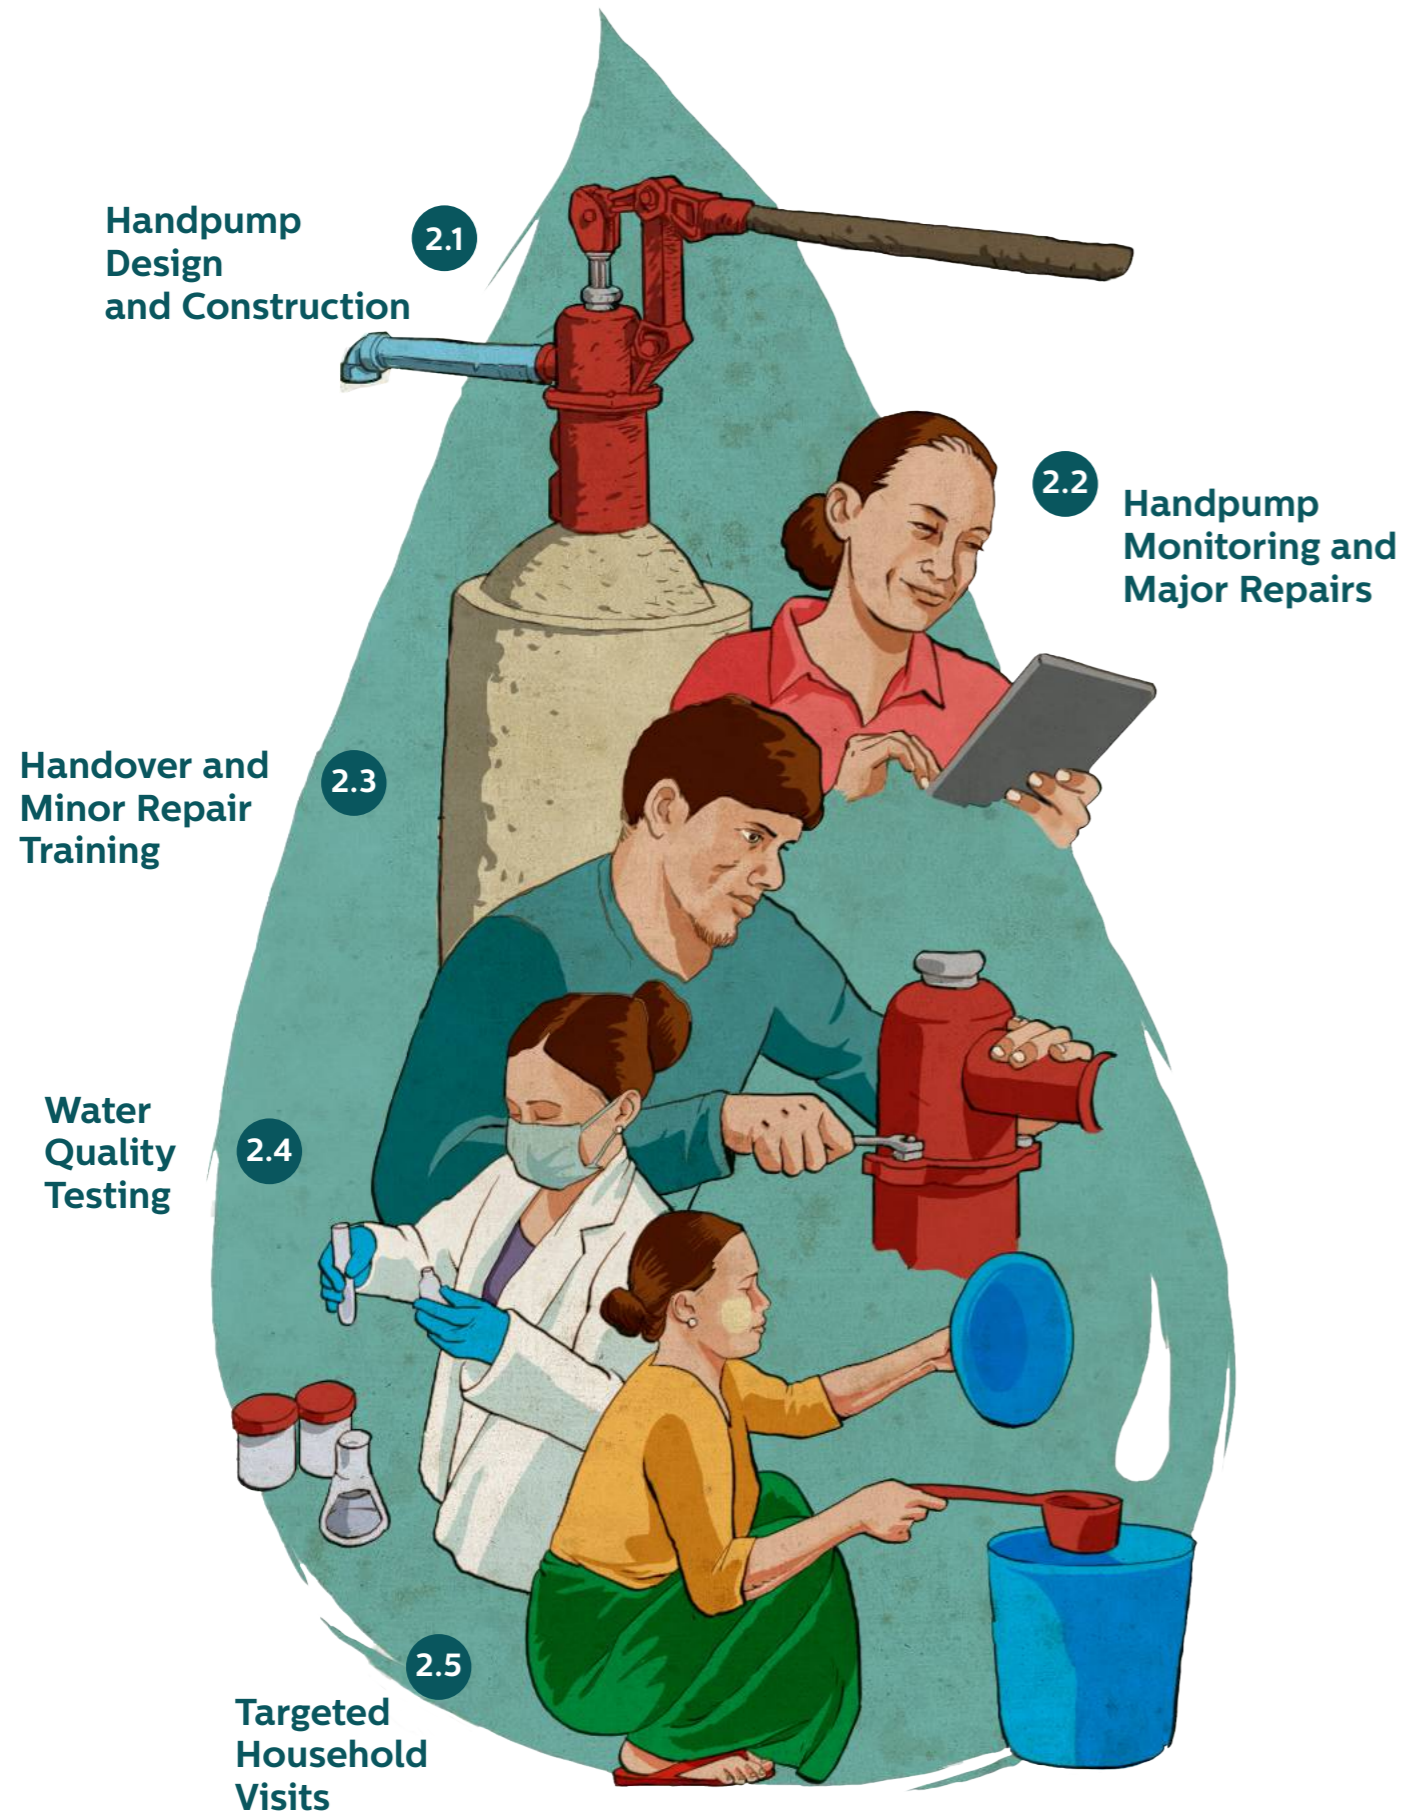 Handpump
Design
and Construction
2.1
2.2
Handpump
Monitoring and
Major Repairs
Handover and
Minor Repair
Training
2.3
Water
Quality
Testing
2.4
2.5
Targeted
Household
Visits